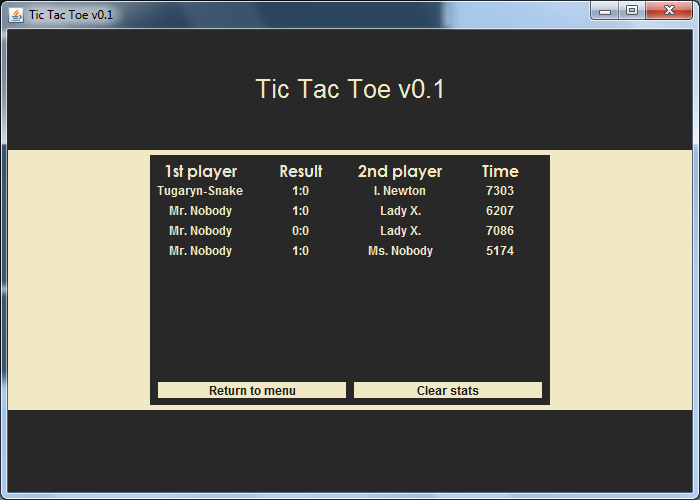 Tic Tac Toe v0.1
Tic Tac Toe v0.1
1st player Result 2nd player Time
Tugaryn-Snake 1:0 I. Newton 7303
Mr. Nobody 1:0 Lady X. 6207
Mr. Nobody 0:0 Lady X. 7086
Mr. Nobody 1:0 Ms. Nobody 5174
Return to menu Clear stats